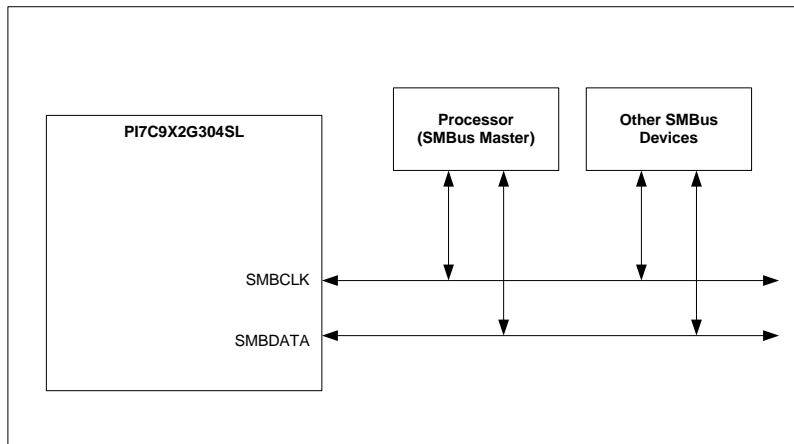 PI7C9X2G304SL
Processor
(SMBus Master)
Other SMBus
Devices
SMBCLK
SMBDATA